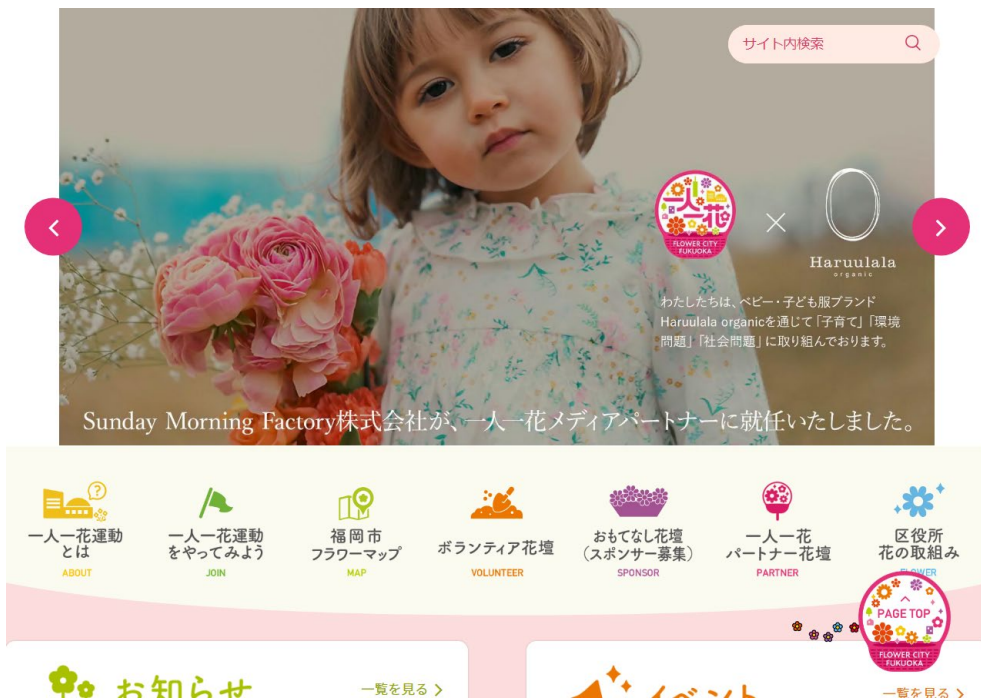 サイト内検索
一人一花
FLOWER CITY
FUKUOKA
×
Haruulala
organic
わたしたちは、ベビー・子ども服ブランド
Haruulala organicを通じて「子育て」「環境
問題」「社会問題」に取り組んでおります。
Sunday Morning Factory株式会社が、一人一花メディアパートナーに就任いたしました。
一人一花運動
とは
ABOUT
一人一花運動
をやってみよう
JOIN
福岡市
フラワーマップ
MAP
ボランティア花壇
VOLUNTEER
おもてなし花壇
（スポンサー募集）
SPONSOR
一人一花
パートナー花壇
PARTNER
区役所
花の取組み
FLOWER
PAGE TOP
FLOWER CITY
FUKUOKA
お知らせ
一覧を見る
イベント
一覧を見る